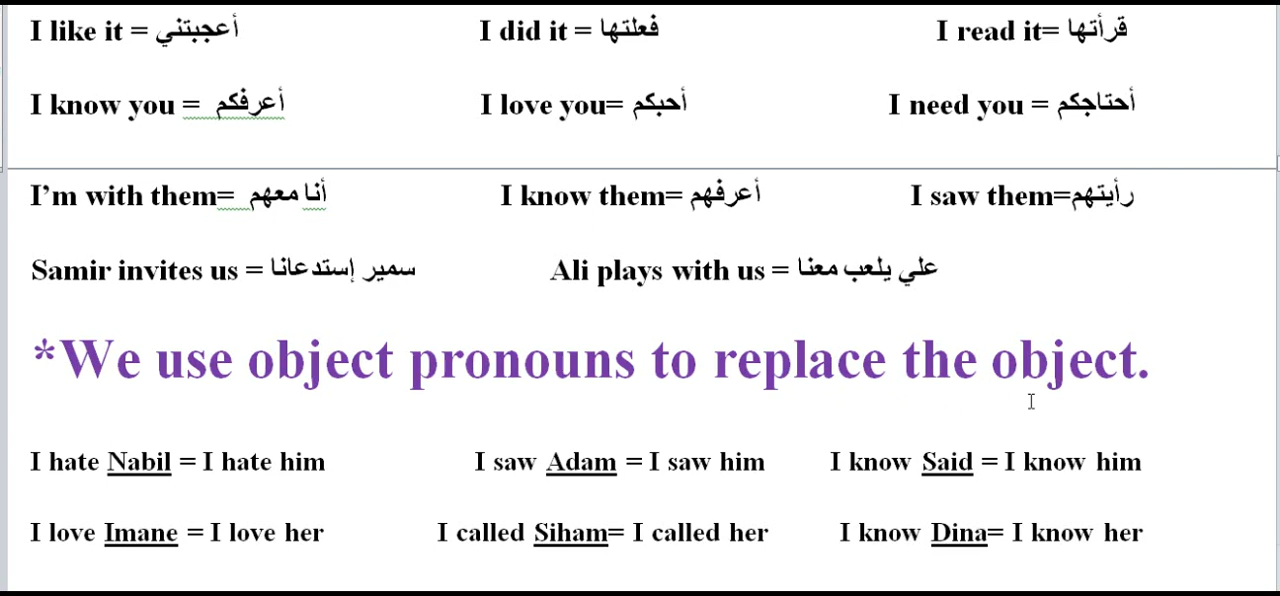 I like it = أعجبتني I did it = فعلتها I read it= قرأتها
I know you = أعرفكم I love you= أحبكم I need you = أحتاجكم
I’m with them= أنا معهم I know them= أعرفهم I saw them=رأيتهم
Samir invites us = سمير إستدعانا Ali plays with us = علي يلعب معنا
*We use object pronouns to replace the object.
I hate Nabil = I hate him I saw Adam = I saw him I know Said = I know him
I love Imane = I love her I called Siham= I called her I know Dina= I know her